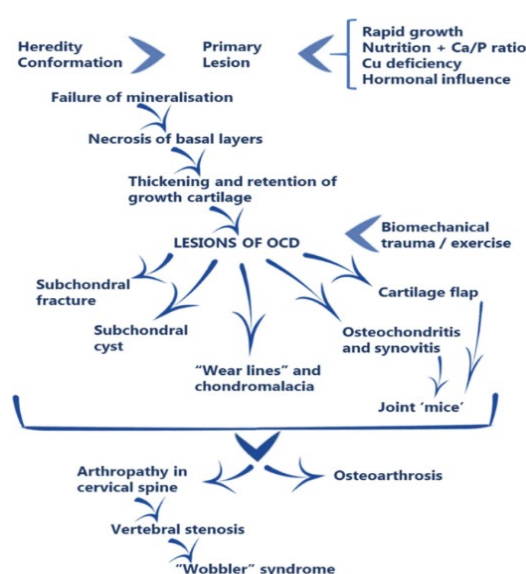 Heredity
Conformation
Primary
Lesion
Rapid growth
Nutrition + Ca/P ratio
Cu deficiency
Hormonal influence
Failure of mineralisation
Necrosis of basal layers
Thickening and retention of
growth cartilage
LESIONS OF OCD
Biomechanical
trauma / exercise
Subchondral
fracture
Subchondral
cyst
"Wear lines" and
chondromalacia
Osteochondritis
and synovitis
Cartilage flap
Joint 'mice'
Arthropathy in
cervical spine
Osteoarthrosis
Vertebral stenosis
"Wobbler" syndrome